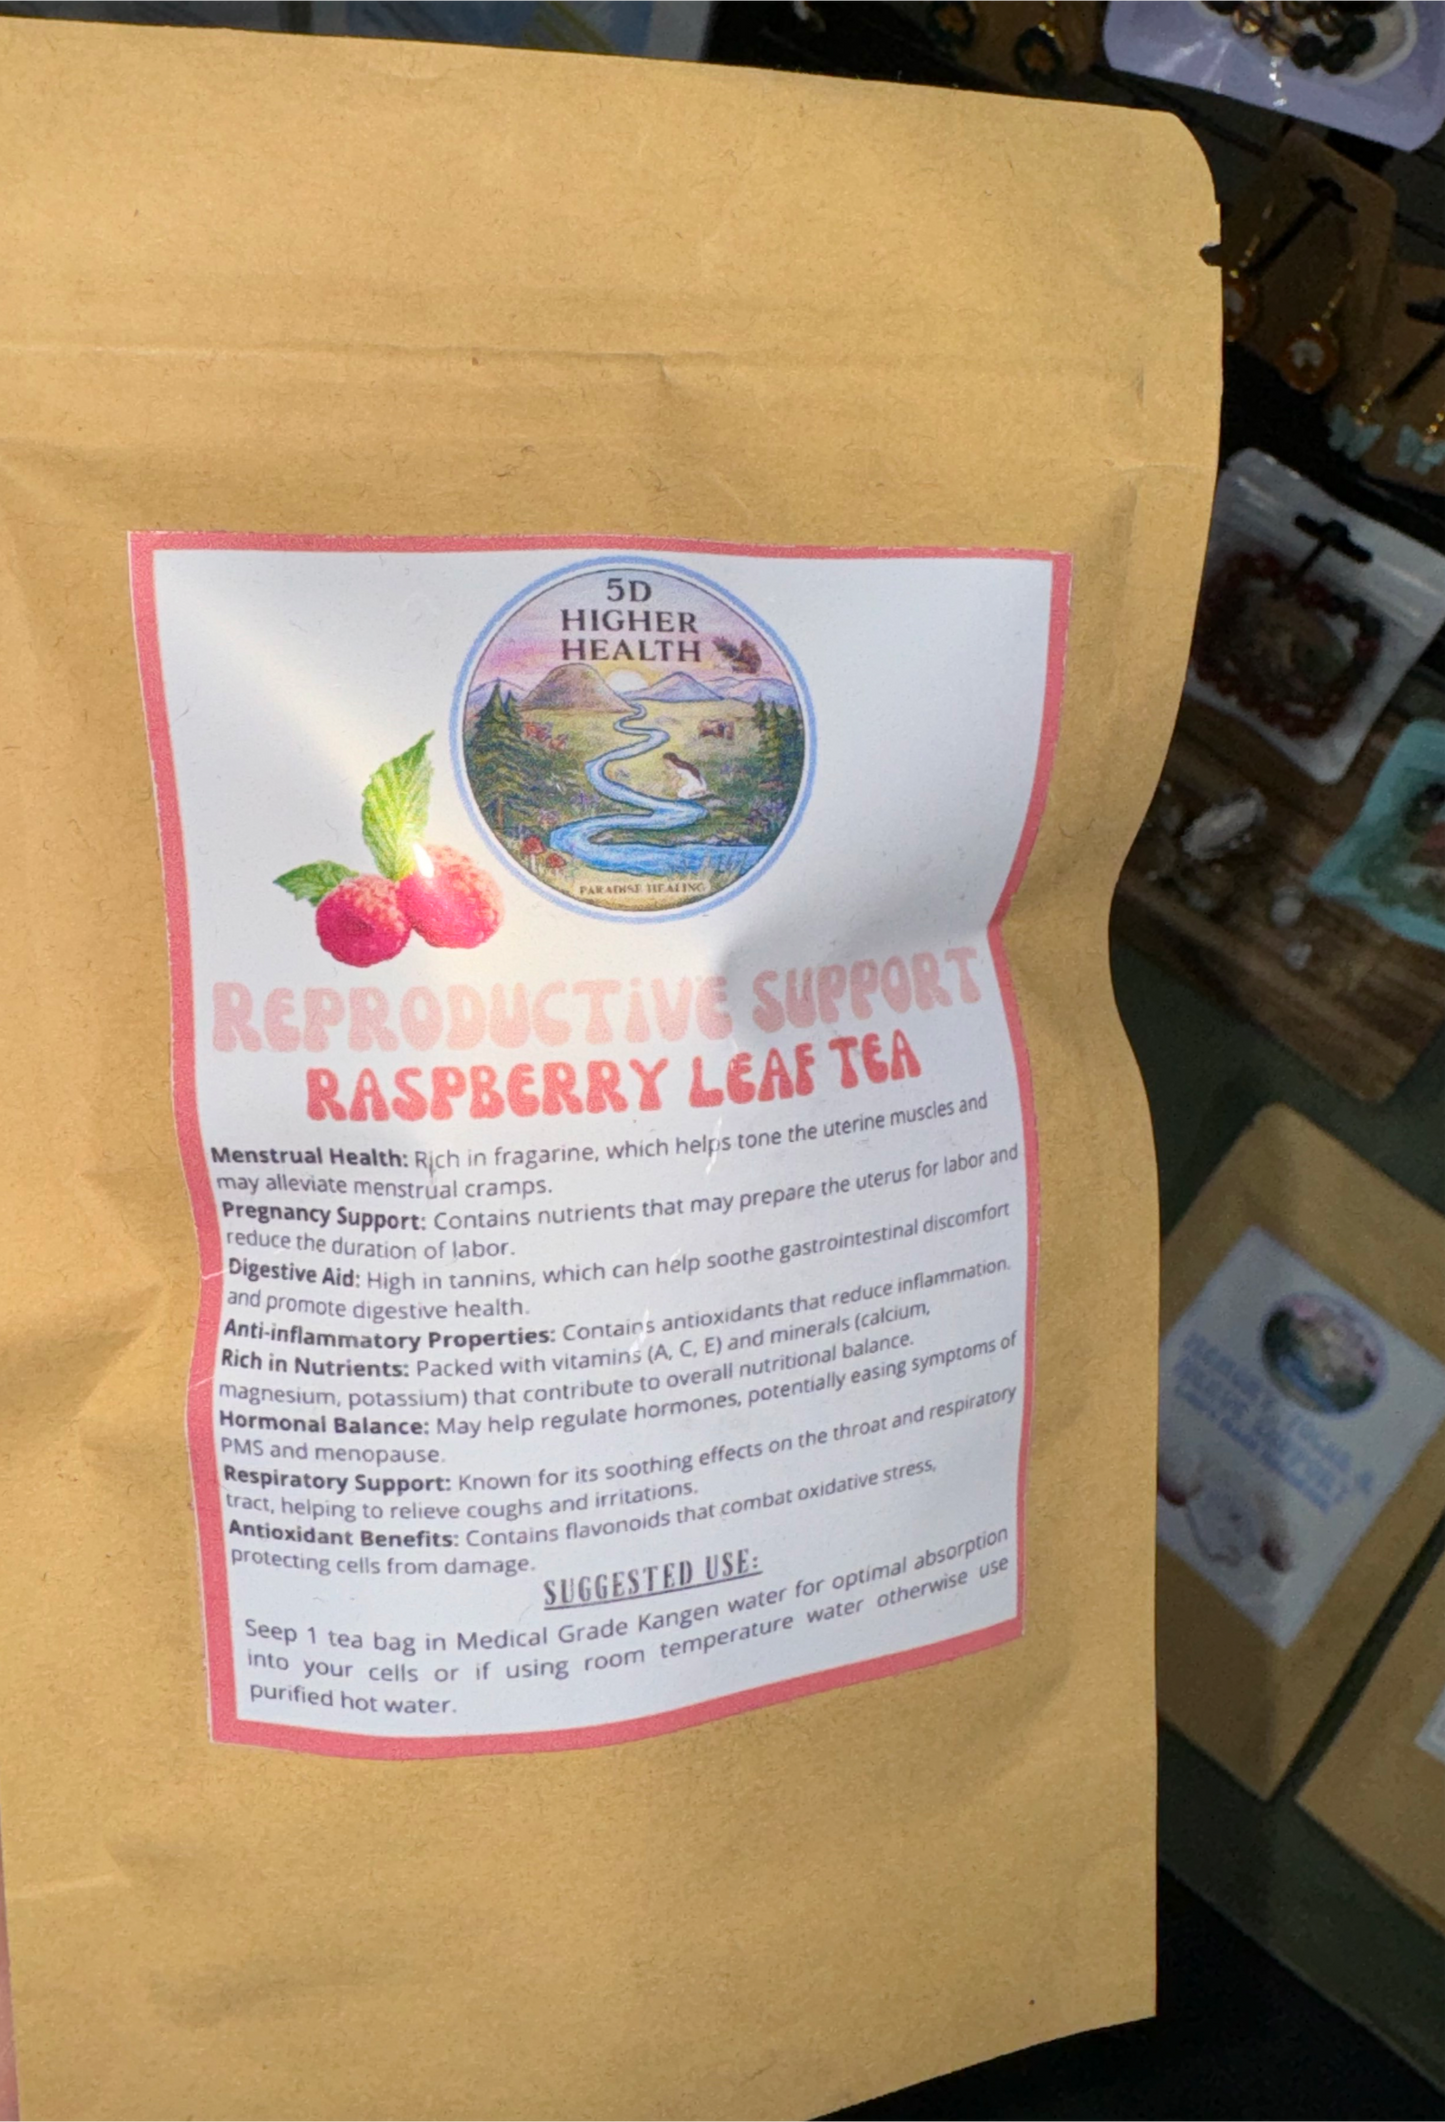 5D
HIGHER
HEALTH
PARADISE HEALING
REPRODUCTIVE SUPPORT
RASPBERRY LEAF TEA
Menstrual Health: Rich in fragarine, which helps tone the uterine muscles and
may alleviate menstrual cramps.
Pregnancy Support: Contains nutrients that may prepare the uterus for labor and
reduce the duration of labor.
Digestive Aid: High in tannins, which can help soothe gastrointestinal discomfort
and promote digestive health.
Anti-inflammatory Properties: Contains antioxidants that reduce inflammation.
Rich in Nutrients: Packed with vitamins (A, C, E) and minerals (calcium,
magnesium, potassium) that contribute to overall nutritional balance.
Hormonal Balance: May help regulate hormones, potentially easing symptoms of
PMS and menopause.
Respiratory Support: Known for its soothing effects on the throat and respiratory
tract, helping to relieve coughs and irritations.
Antioxidant Benefits: Contains flavonoids that combat oxidative stress,
protecting cells from damage.
SUGGESTED USE:
Seep 1 tea bag in Medical Grade Kangen water for optimal absorption
into your cells or if using room temperature water otherwise use
purified hot water.